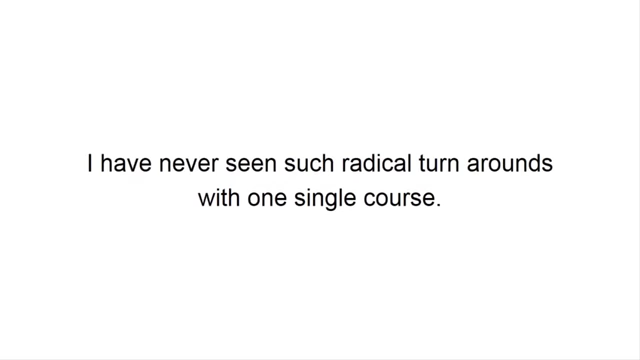 I have never seen such radical turn arounds
with one single course.